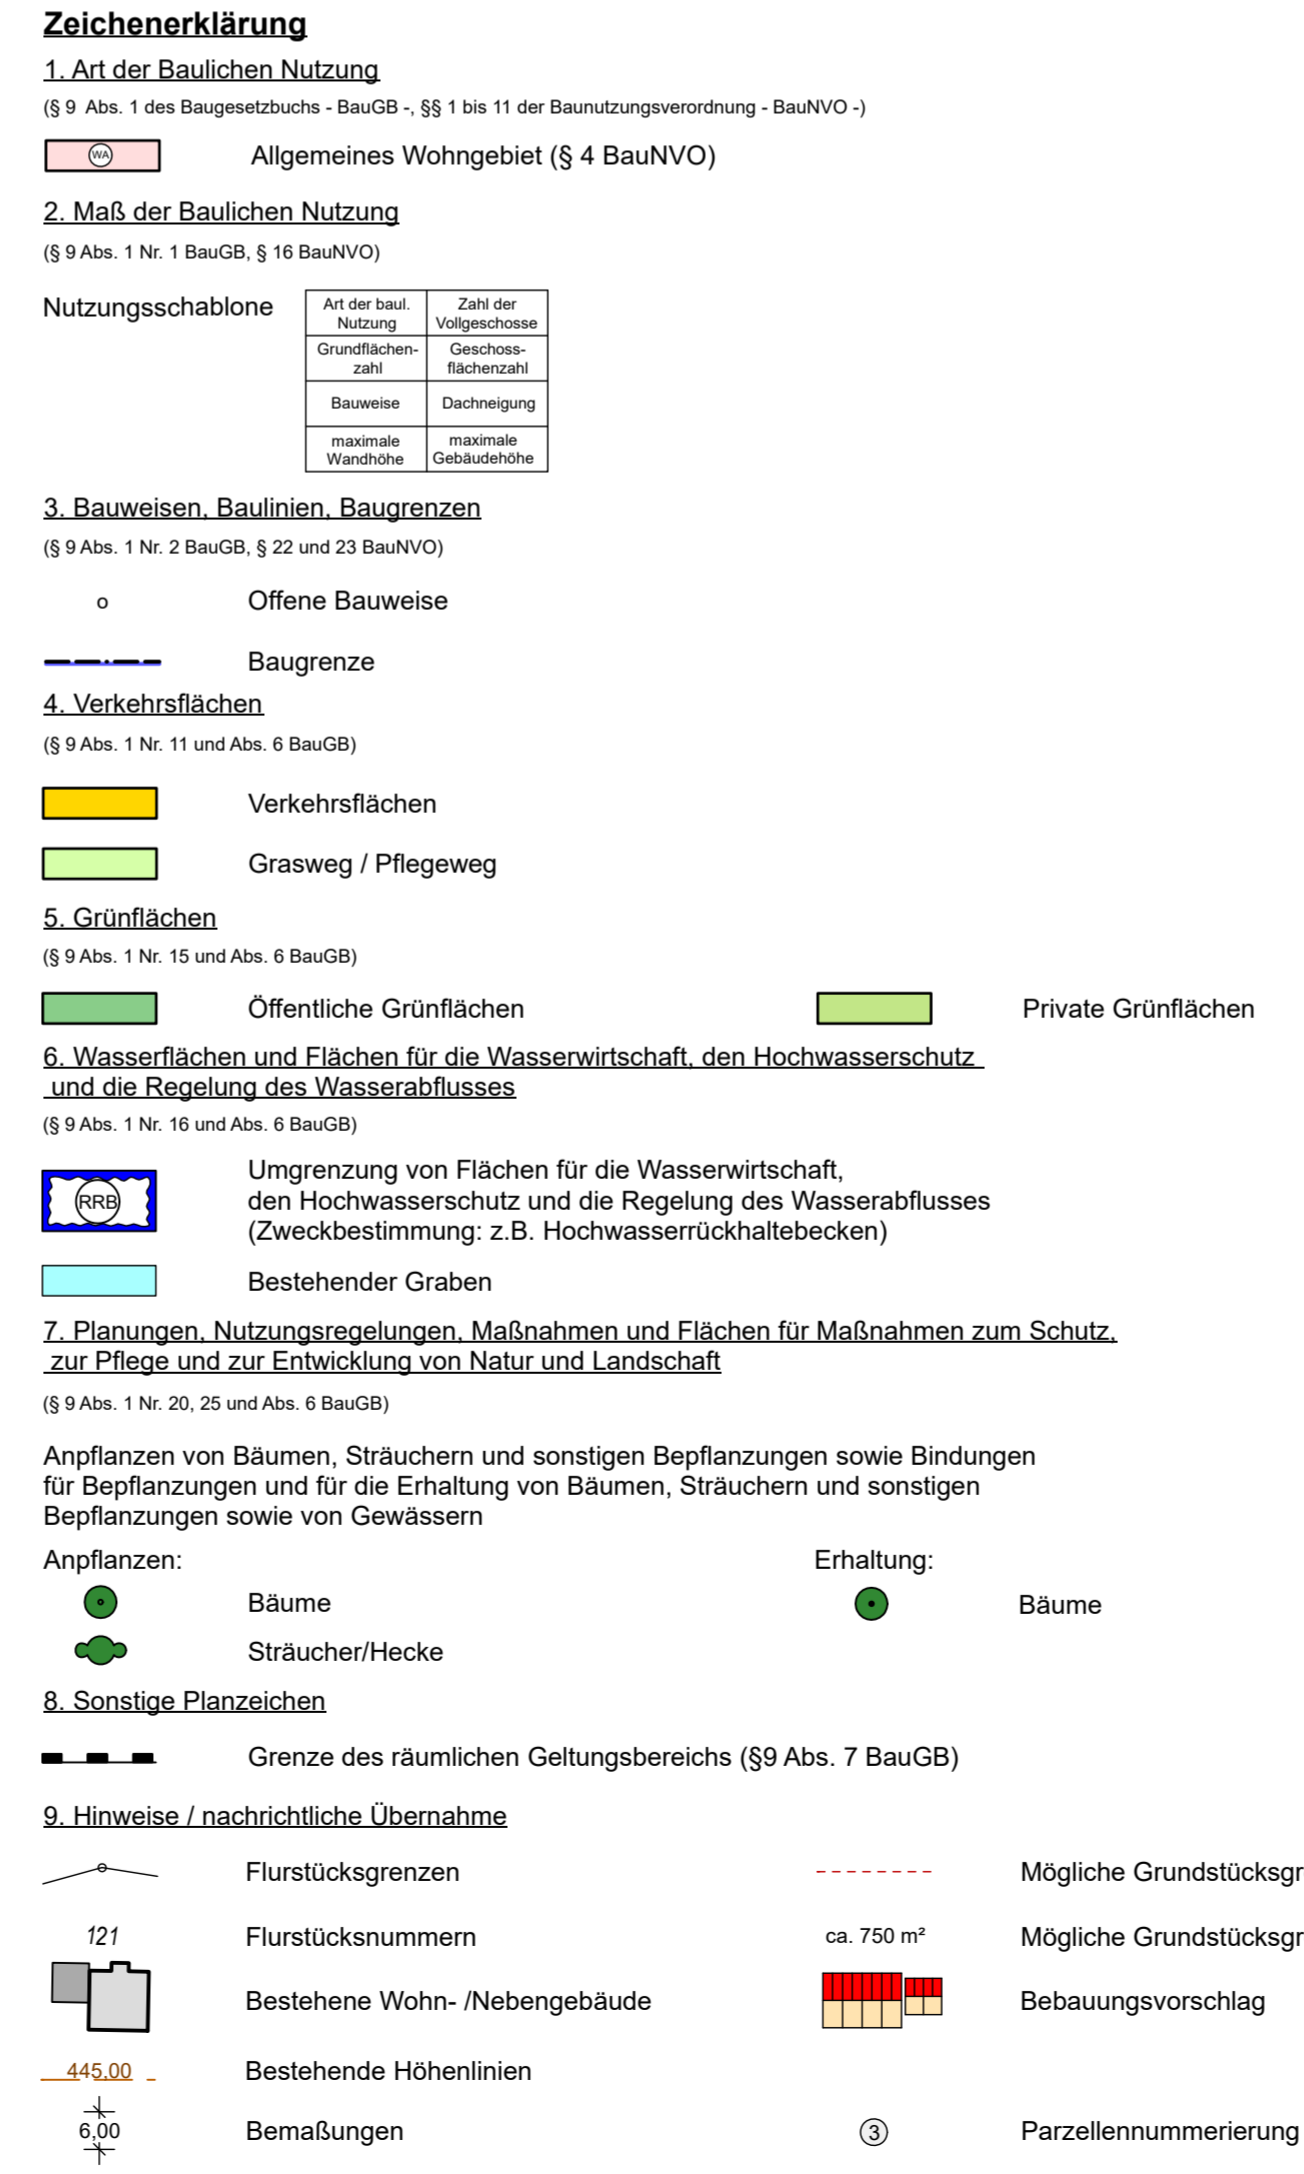 Zeichenerklärung
1. Art der Baulichen Nutzung
(§ 9 Abs. 1 des Baugesetzbuchs - BauGB -, §§ 1 bis 11 der Baunutzungsverordnung - BauNVO -)
WA Allgemeines Wohngebiet (§ 4 BauNVO)
2. Maß der Baulichen Nutzung
(§ 9 Abs. 1 Nr. 1 BauGB, § 16 BauNVO)
Nutzungsschablone
Art der baul. Nutzung
Zahl der Vollgeschosse
Grundflächen-
zahl
Geschoss-
flächenzahl
Bauweise
Dachneigung
maximale
Wandhöhe
maximale
Gebäudehöhe
3. Bauweisen, Baulinien, Baugrenzen
(§ 9 Abs. 1 Nr. 2 BauGB, § 22 und 23 BauNVO)
o Offene Bauweise
Baugrenze
4. Verkehrsflächen
(§ 9 Abs. 1 Nr. 11 und Abs. 6 BauGB)
Verkehrsflächen
Grasweg / Pflegeweg
5. Grünflächen
(§ 9 Abs. 1 Nr. 15 und Abs. 6 BauGB)
Öffentliche Grünflächen Private Grünflächen
6. Wasserflächen und Flächen für die Wasserwirtschaft, den Hochwasserschutz
und die Regelung des Wasserabflusses
(§ 9 Abs. 1 Nr. 16 und Abs. 6 BauGB)
RRB
Umgrenzung von Flächen für die Wasserwirtschaft,
den Hochwasserschutz und die Regelung des Wasserabflusses
(Zweckbestimmung: z.B. Hochwasserrückhaltebecken)
Bestehender Graben
7. Planungen, Nutzungsregelungen, Maßnahmen und Flächen für Maßnahmen zum Schutz,
zur Pflege und zur Entwicklung von Natur und Landschaft
(§ 9 Abs. 1 Nr. 20, 25 und Abs. 6 BauGB)
Anpflanzen von Bäumen, Sträuchern und sonstigen Bepflanzungen sowie Bindungen
für Bepflanzungen und für die Erhaltung von Bäumen, Sträuchern und sonstigen
Bepflanzungen sowie von Gewässern
Anpflanzen: Erhaltung:
Bäume Bäume
Sträucher/Hecke
8. Sonstige Planzeichen
Grenze des räumlichen Geltungsbereichs (§9 Abs. 7 BauGB)
9. Hinweise / nachrichtliche Übernahme
Flurstücksgrenzen Mögliche Grundstücksgr
121 Flurstücksnummern ca. 750 m² Mögliche Grundstücksgr
Bestehene Wohn- /Nebengebäude Bebauungsvorschlag
445,00 Bestehende Höhenlinien
6,00 Bemaßungen 3 Parzellennummerierung